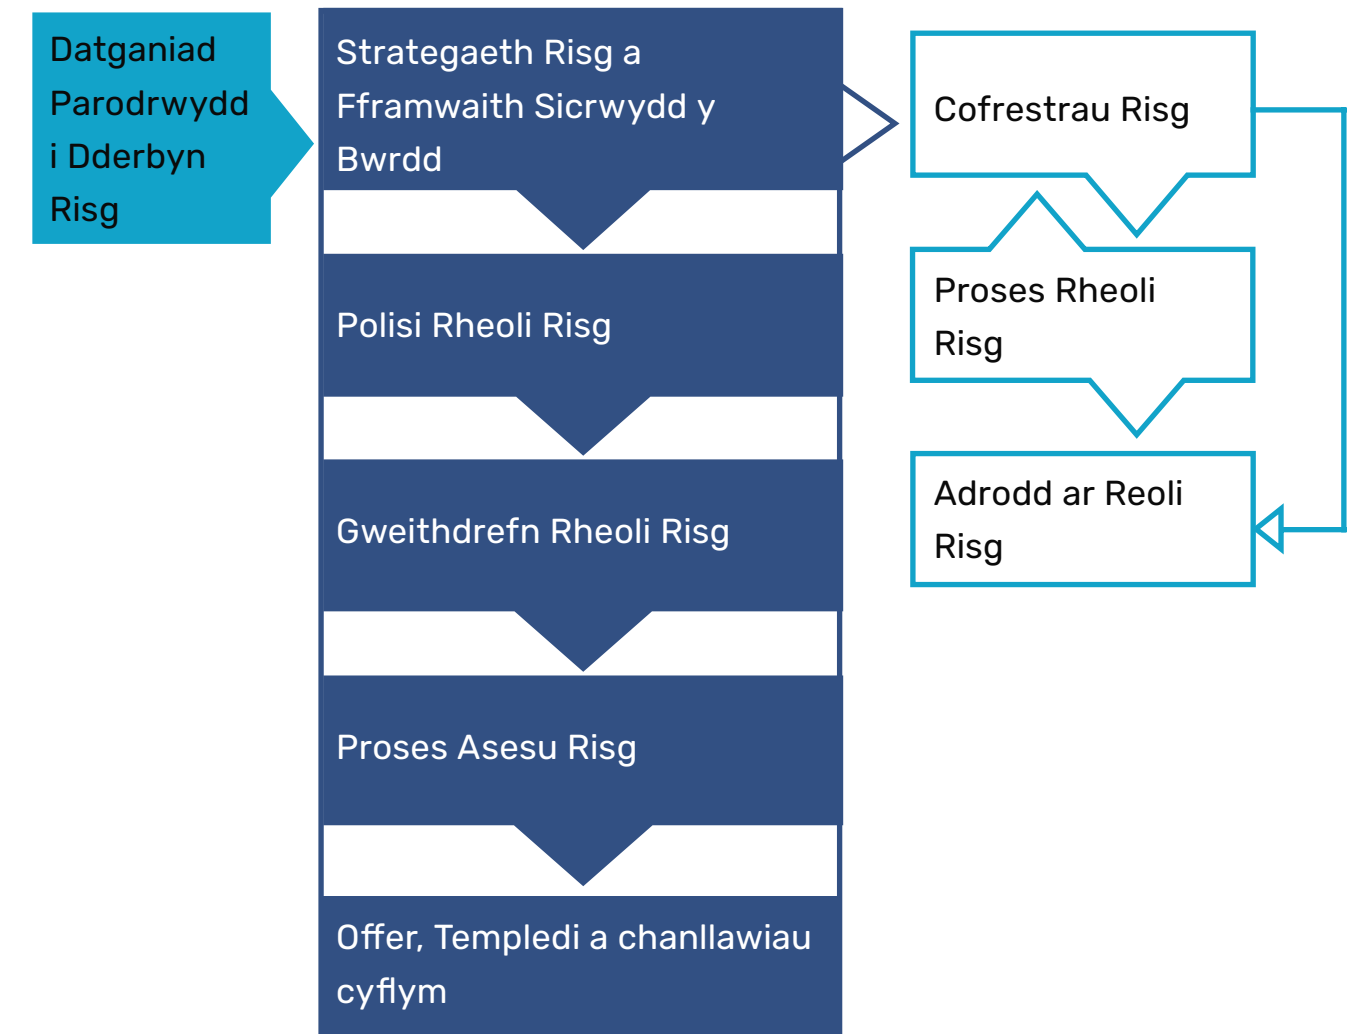 Datganiad
Parodrwydd
i Dderbyn
Risg
Strategaeth Risg a
Fframwaith Sicrwydd y
Bwrdd
Polisi Rheoli Risg
Gweithdrefn Rheoli Risg
Proses Asesu Risg
Offer, Templedi a chanllawiau
cyflym
Cofrestrau Risg
Proses Rheoli
Risg
Adrodd ar Reoli
Risg